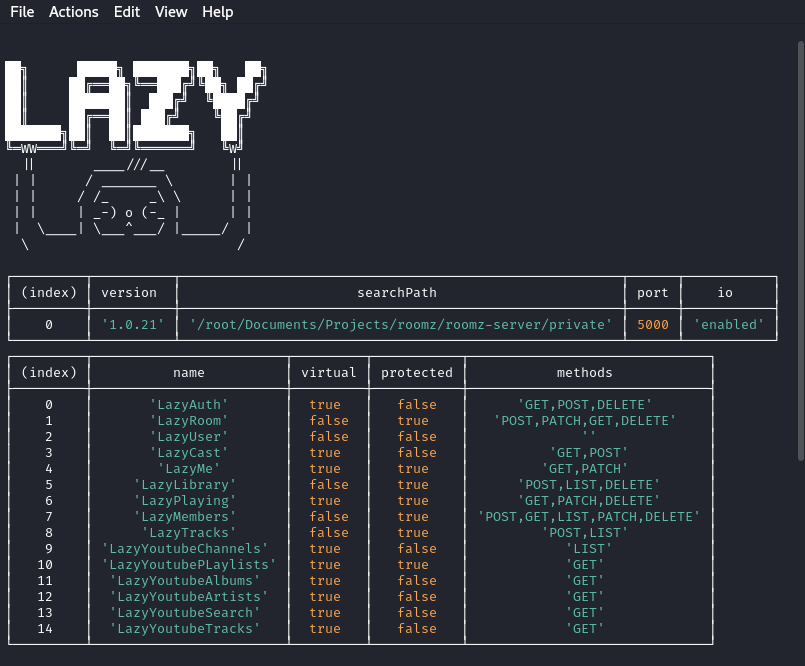 File Actions Edit View Help
LAZY
(index) version searchPath port io
0 '1.0.21' '/root/Documents/Projects/roomz/roomz-server/private' 5000 'enabled'
(index) name virtual protected methods
0 'LazyAuth' true false 'GET,POST,DELETE'
1 'LazyRoom' false true 'POST,PATCH,GET,DELETE'
2 'LazyUser' false false ''
3 'LazyCast' true false 'GET,POST'
4 'LazyMe' true true 'GET,PATCH'
5 'LazyLibrary' false true 'POST,LIST,DELETE'
6 'LazyPlaying' true true 'GET,PATCH,DELETE'
7 'LazyMembers' false true 'POST,GET,LIST,PATCH,DELETE'
8 'LazyTracks' false true 'POST,LIST'
9 'LazyYoutubeChannels' true false 'LIST'
10 'LazyYoutubePLaylists' true true 'GET'
11 'LazyYoutubeAlbums' true false 'GET'
12 'LazyYoutubeArtists' true false 'GET'
13 'LazyYoutubeSearch' true false 'GET'
14 'LazyYoutubeTracks' true false 'GET'